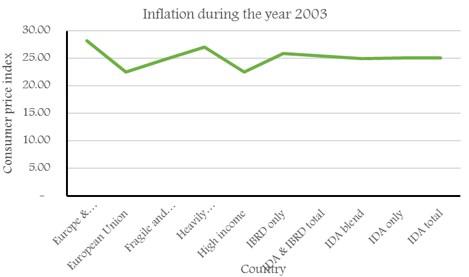 Inflation during the year 2003
Consumer price index
30.00
25.00
20.00
15.00
10.00
5.00
-
Europe &...
European Union
Fragile and...
Heavily...
High income
IBRD only
IDA & IBRD total
IDA blend
IDA only
IDA total
Country